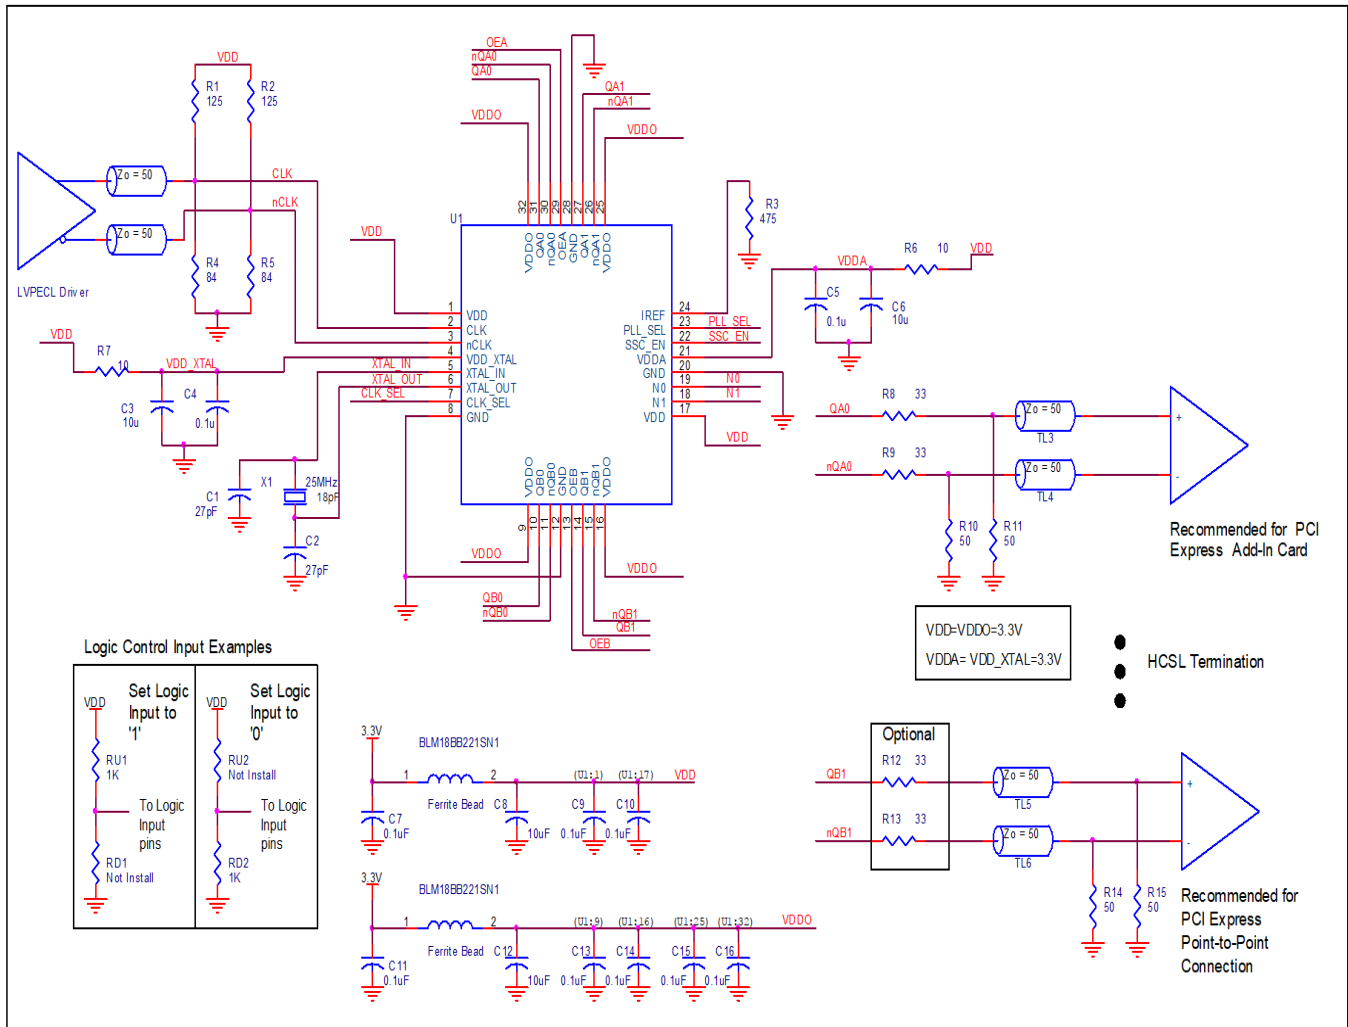 OEA
nQA0
QA0
VDD
R1
125
R2
125
QA1
nQA1
VDDO
VDDO
Zo = 50
CLK
nCLK
Zo = 50
LVPECL Driver
R4
84
R5
84
32
31
30
29
28
27
26
25
VDDO
QA0
nQA0
OEA
GND
QA1
nQA1
VDDO
U1
R3
475
VDD
VDDA
R6
10
VDD
C5
0.1u
C6
10u
1
VDD
2
CLK
3
nCLK
4
VDD_XTAL
5
XTAL_IN
6
XTAL_OUT
7
CLK_SEL
8
GND
IREF
24
PLL_SEL
23
PLL_SEL
SSC_EN
22
SSC_EN
VDDA
21
GND
20
N0
19
N0
N1
18
N1
VDD
17
VDD
VDD
R7
10
VDD_XTAL
XTAL_IN
XTAL_OUT
CLK_SEL
C3
10u
C4
0.1u
C1
27pF
X1
25MHz
18pF
C2
27pF
VDDO
QB0
nQB0
GND
OEB
QB1
nQB1
VDDO
9
10
11
12
13
14
15
16
VDDO
VDDO
QB0
nQB0
nQB1
QB1
OEB
QA0
R8
33
Zo = 50
TL3
+
nQA0
R9
33
Zo = 50
TL4
-
R10
50
R11
50
Recommended for PCI
Express Add-In Card
VDD=VDDO=3.3V
VDDA= VDD_XTAL=3.3V
HCSL Termination
Logic Control Input Examples
Set Logic
Input to
'1'
VDD
RU1
1K
To Logic
Input
pins
RD1
Not Install
Set Logic
Input to
'0'
VDD
RU2
Not Install
To Logic
Input
pins
RD2
1K
3.3V
BLM18BB221SN1
1
2
Ferrite Bead
(U1:1)
(U1:17)
VDD
C7
0.1uF
C8
10uF
C9
0.1uF
C10
0.1uF
3.3V
BLM18BB221SN1
1
2
Ferrite Bead
(U1:9)
(U1:16)
(U1:25)
(U1:32)
VDDO
C11
0.1uF
C12
10uF
C13
0.1uF
C14
0.1uF
C15
0.1uF
C16
0.1uF
Optional
QB1
R12
33
Zo = 50
TL5
+
nQB1
R13
33
Zo = 50
TL6
-
R14
50
R15
50
Recommended for
PCI Express
Point-to-Point
Connection